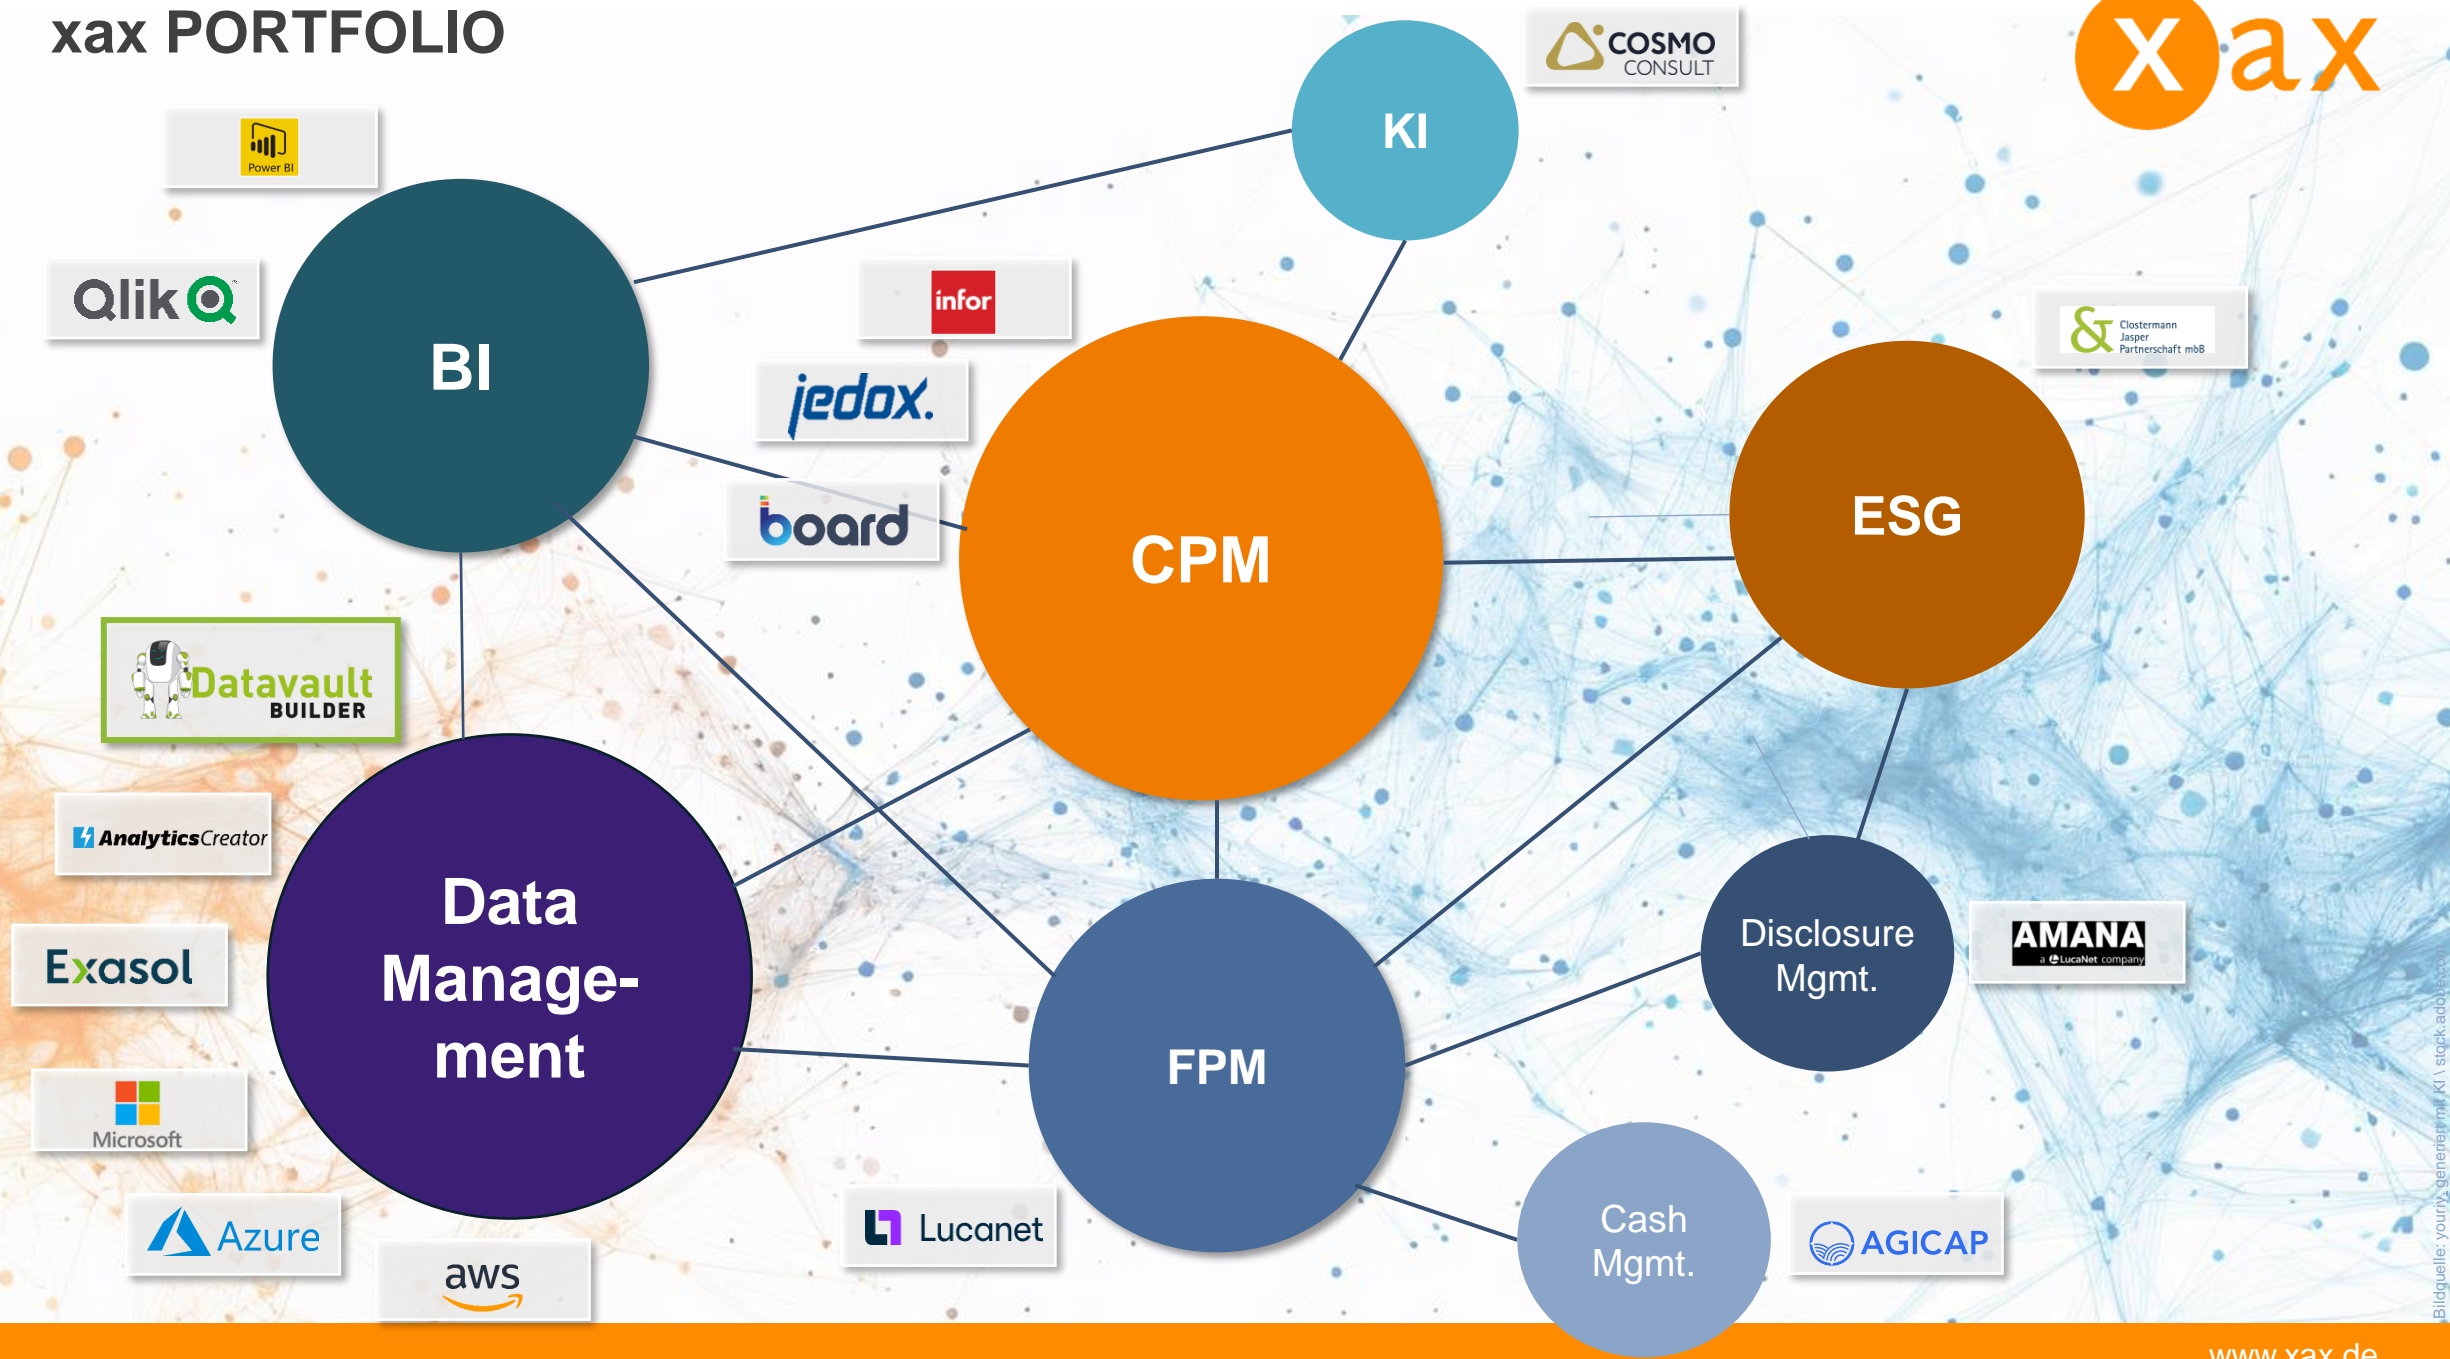 xax PORTFOLIO
xax
COSMO
CONSULT
KI
Power BI
Qlik
BI
infor
jedox.
board
CPM
Clostermann
Jasper
Partnerschaft mbB
ESG
Datavault
BUILDER
AnalyticsCreator
Exasol
Microsoft
Azure
aws
Data
Manage-
ment
FPM
Lucanet
Disclosure
Mgmt.
AMANA
a LucaNet company
Cash
Mgmt.
AGICAP
www.xax.de